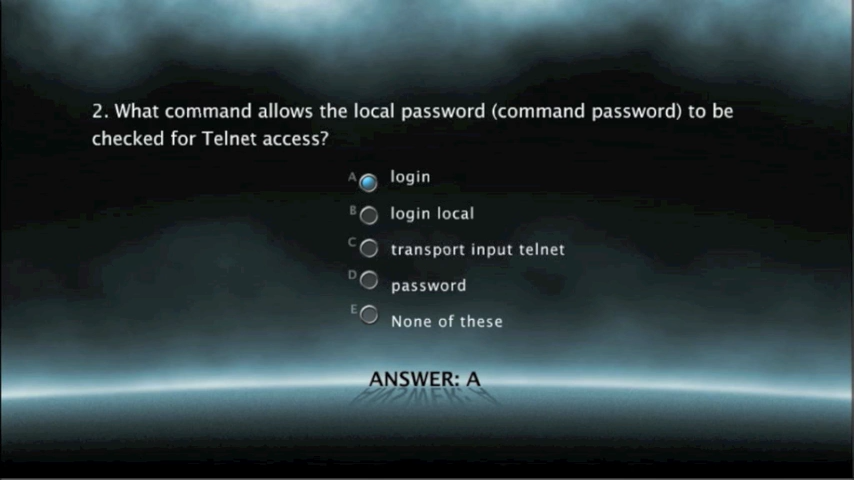 2. What command allows the local password (command password) to be
checked for Telnet access?
A login
B login local
C transport input telnet
D password
E None of these
ANSWER: A